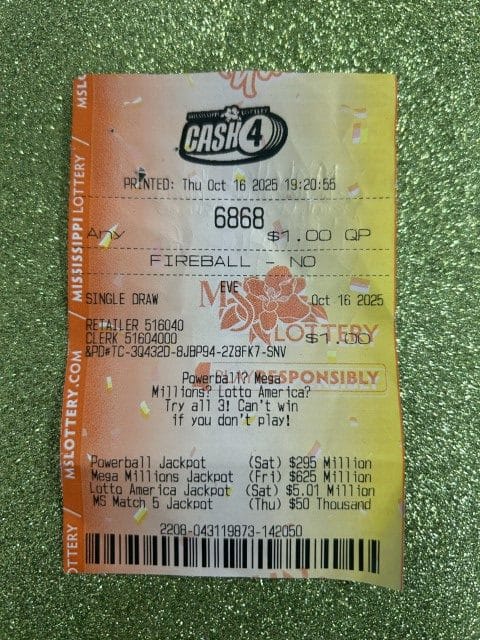 MISSISSIPPI LOTTERY
CASH 4
PRINTED: Thu Oct 16 2025 19:20:55
6868
Any $1.00 QP
FIREBALL - NO
EVE
SINGLE DRAW Oct 16 2025
MS LOTTERY
RETAILER 516040
CLERK 51604000 $1.00
&PD#TC-3Q432D-8JBP94-2Z8FK7-SNV
PLAY RESPONSIBLY
Powerball? Mega
Millions? Lotto America?
Try all 3! Can't win
if you don't play!
Powerball Jackpot (Sat) $295 Million
Mega Millions Jackpot (Fri) $625 Million
Lotto America Jackpot (Sat) $5.01 Million
MS Match 5 Jackpot (Thu) $50 Thousand
2208-043119873-142050
OTTERY / MSLOTTERY.COM / MISSISSIPPI LOTTERY / MSL